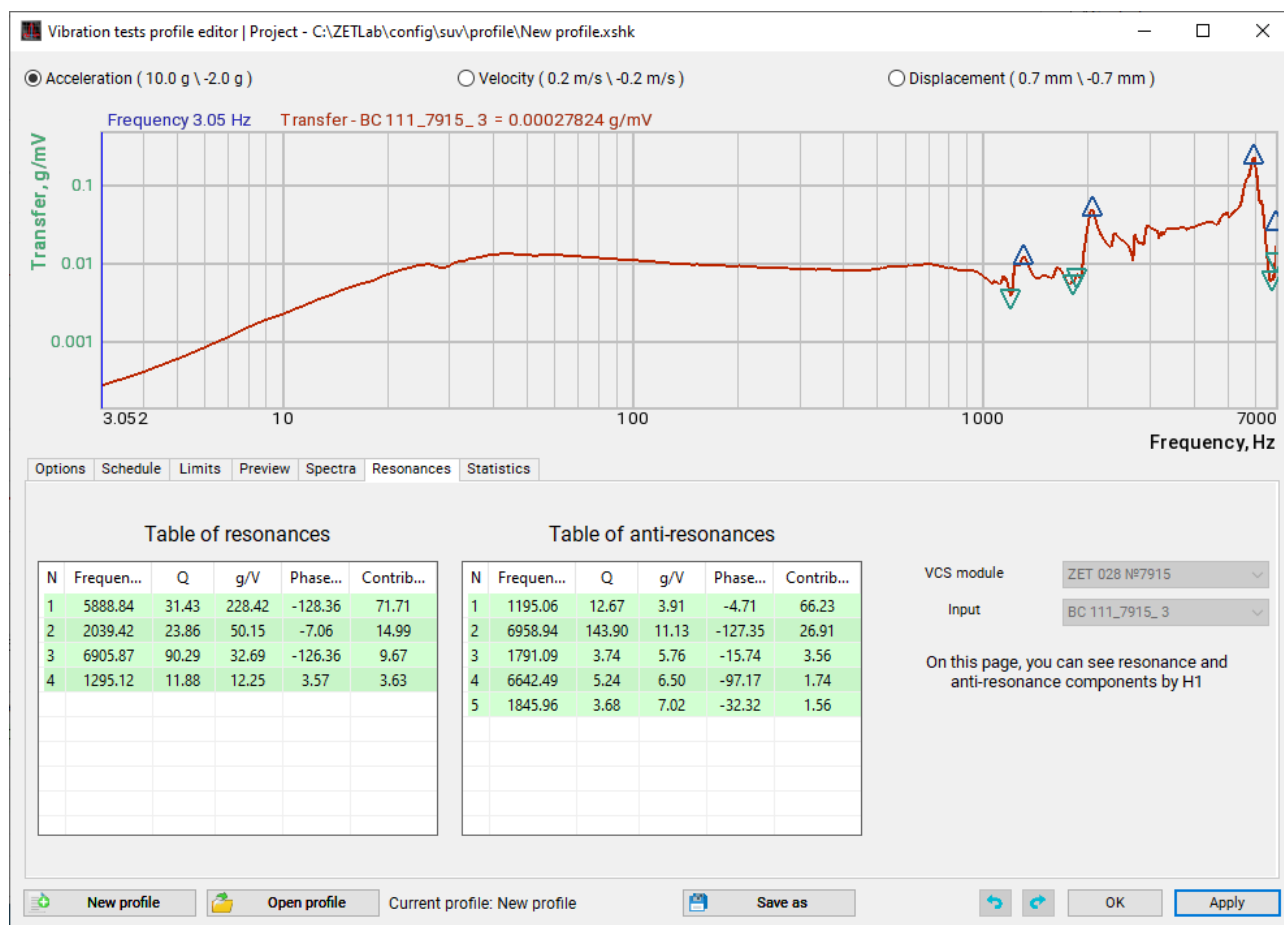 Vibration tests profile editor | Project - C:\ZETLab\config\suv\profile\New profile.xshk
Acceleration ( 10.0 g \ -2.0 g )
Velocity ( 0.2 m/s \ -0.2 m/s )
Displacement ( 0.7 mm \ -0.7 mm )
Frequency 3.05 Hz
Transfer - BC 111_7915_ 3 = 0.00027824 g/mV
Transfer, g/mV
0.1
0.01
0.001
3.052 10 100 1000 7000
Frequency, Hz
Options Schedule Limits Preview Spectra Resonances Statistics
Table of resonances
N Frequen... Q g/V Phase... Contrib...
1 5888.84 31.43 228.42 -128.36 71.71
2 2039.42 23.86 50.15 -7.06 14.99
3 6905.87 90.29 32.69 -126.36 9.67
4 1295.12 11.88 12.25 3.57 3.63
Table of anti-resonances
N Frequen... Q g/V Phase... Contrib...
1 1195.06 12.67 3.91 -4.71 66.23
2 6958.94 143.90 11.13 -127.35 26.91
3 1791.09 3.74 5.76 -15.74 3.56
4 6642.49 5.24 6.50 -97.17 1.74
5 1845.96 3.68 7.02 -32.32 1.56
VCS module ZET 028 №7915
Input BC 111_7915_ 3
On this page, you can see resonance and
anti-resonance components by H1
New profile
Open profile
Current profile: New profile
Save as
OK
Apply